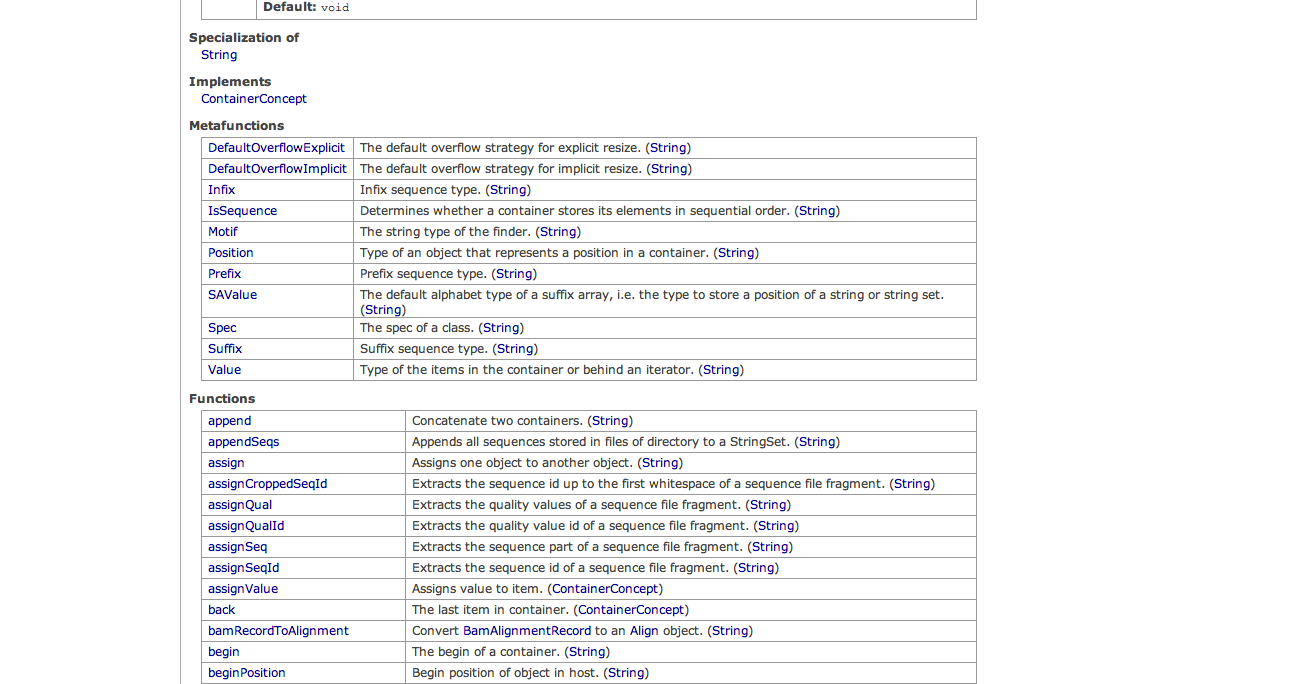 Default: void
Specialization of
String
Implements
ContainerConcept
Metafunctions
DefaultOverflowExplicit The default overflow strategy for explicit resize. (String)
DefaultOverflowImplicit The default overflow strategy for implicit resize. (String)
Infix Infix sequence type. (String)
IsSequence Determines whether a container stores its elements in sequential order. (String)
Motif The string type of the finder. (String)
Position Type of an object that represents a position in a container. (String)
Prefix Prefix sequence type. (String)
SAValue The default alphabet type of a suffix array, i.e. the type to store a position of a string or string set.
(String)
Spec The spec of a class. (String)
Suffix Suffix sequence type. (String)
Value Type of the items in the container or behind an iterator. (String)
Functions
append Concatenate two containers. (String)
appendSeqs Appends all sequences stored in files of directory to a StringSet. (String)
assign Assigns one object to another object. (String)
assignCroppedSeqId Extracts the sequence id up to the first whitespace of a sequence file fragment. (String)
assignQual Extracts the quality values of a sequence file fragment. (String)
assignQualId Extracts the quality value id of a sequence file fragment. (String)
assignSeq Extracts the sequence part of a sequence file fragment. (String)
assignSeqId Extracts the sequence id of a sequence file fragment. (String)
assignValue Assigns value to item. (ContainerConcept)
back The last item in container. (ContainerConcept)
bamRecordToAlignment Convert BamAlignmentRecord to an Align object. (String)
begin The begin of a container. (String)
beginPosition Begin position of object in host. (String)